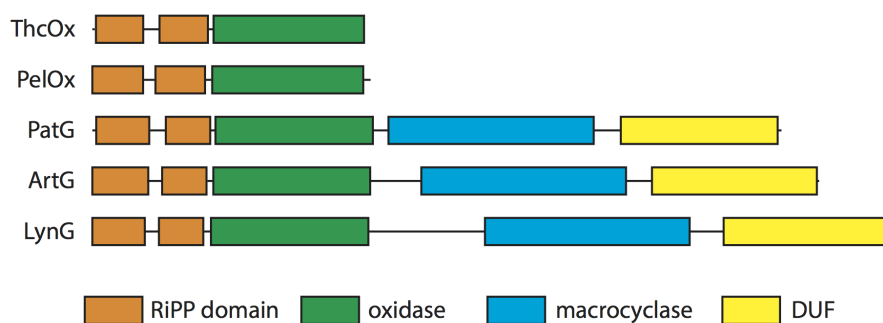 ThcOx
PelOx
PatG
ArtG
LynG
RiPP domain oxidase macrocyclase DUF